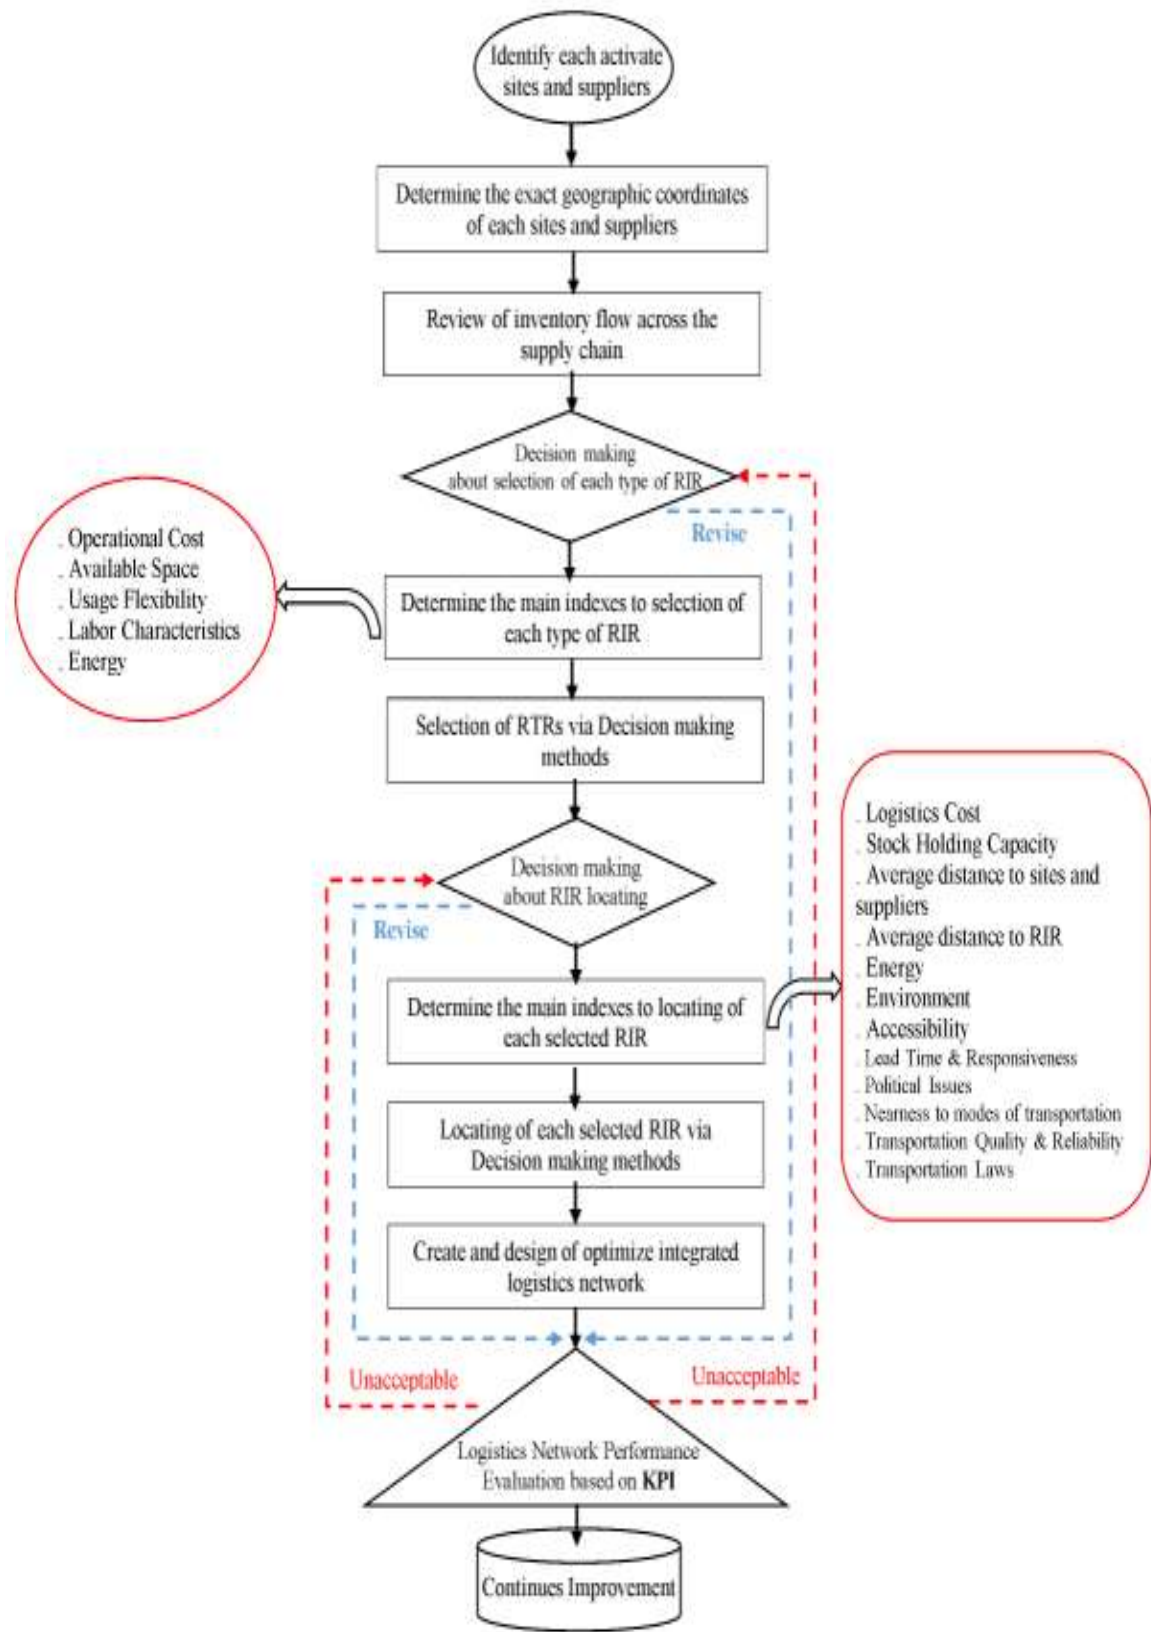 Identify each activate
sites and suppliers
Determine the exact geographic coordinates
of each sites and suppliers
Review of inventory flow across the
supply chain
Decision making
about selection of each type of RIR
Revise
. Operational Cost
. Available Space
. Usage Flexibility
. Labor Characteristics
. Energy
Determine the main indexes to selection of
each type of RIR
Selection of RTRs via Decision making
methods
Decision making
about RIR locating
Revise
. Logistics Cost
. Stock Holding Capacity
. Average distance to sites and
suppliers
. Average distance to RIR
. Energy
. Environment
. Accessibility
. Lead Time & Responsiveness
. Political Issues
. Nearness to modes of transportation
. Transportation Quality & Reliability
. Transportation Laws
Determine the main indexes to locating of
each selected RIR
Locating of each selected RIR via
Decision making methods
Create and design of optimize integrated
logistics network
Unacceptable
Unacceptable
Logistics Network Performance
Evaluation based on KPI
Continues Improvement